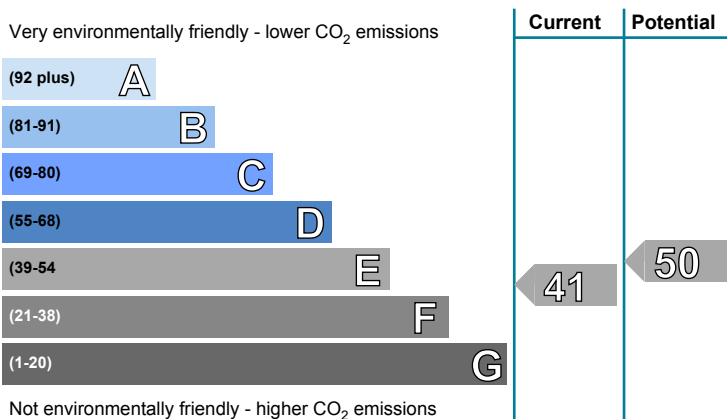 Current Potential
Very environmentally friendly - lower CO2 emissions
(92 plus) A
(81-91) B
(69-80) C
(55-68) D
(39-54 E
50
41
(21-38) F
(1-20) G
Not environmentally friendly - higher CO2 emissions